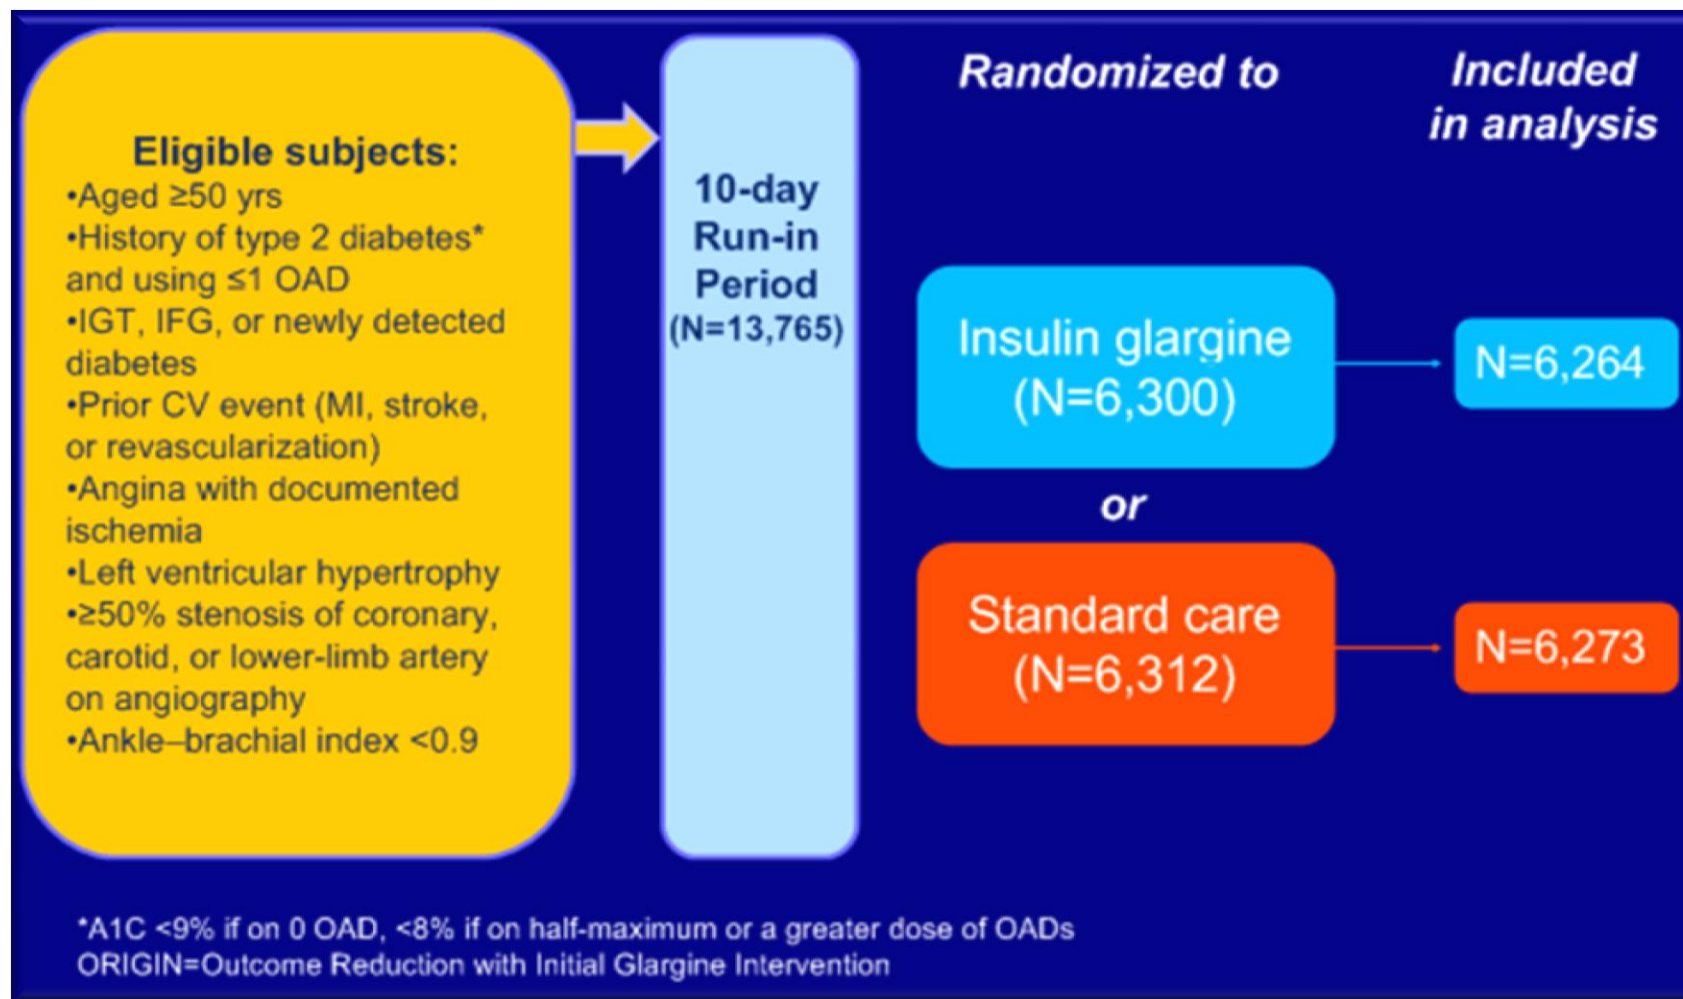 Eligible subjects:
•Aged ≥50 yrs
•History of type 2 diabetes*
and using ≤1 OAD
•IGT, IFG, or newly detected
diabetes
•Prior CV event (MI, stroke,
or revascularization)
•Angina with documented
ischemia
•Left ventricular hypertrophy
•≥50% stenosis of coronary,
carotid, or lower-limb artery
on angiography
•Ankle–brachial index <0.9
10-day
Run-in
Period
(N=13,765)
Randomized to
Insulin glargine
(N=6,300)
or
Standard care
(N=6,312)
Included
in analysis
N=6,264
N=6,273
*A1C <9% if on 0 OAD, <8% if on half-maximum or a greater dose of OADs
ORIGIN=Outcome Reduction with Initial Glargine Intervention